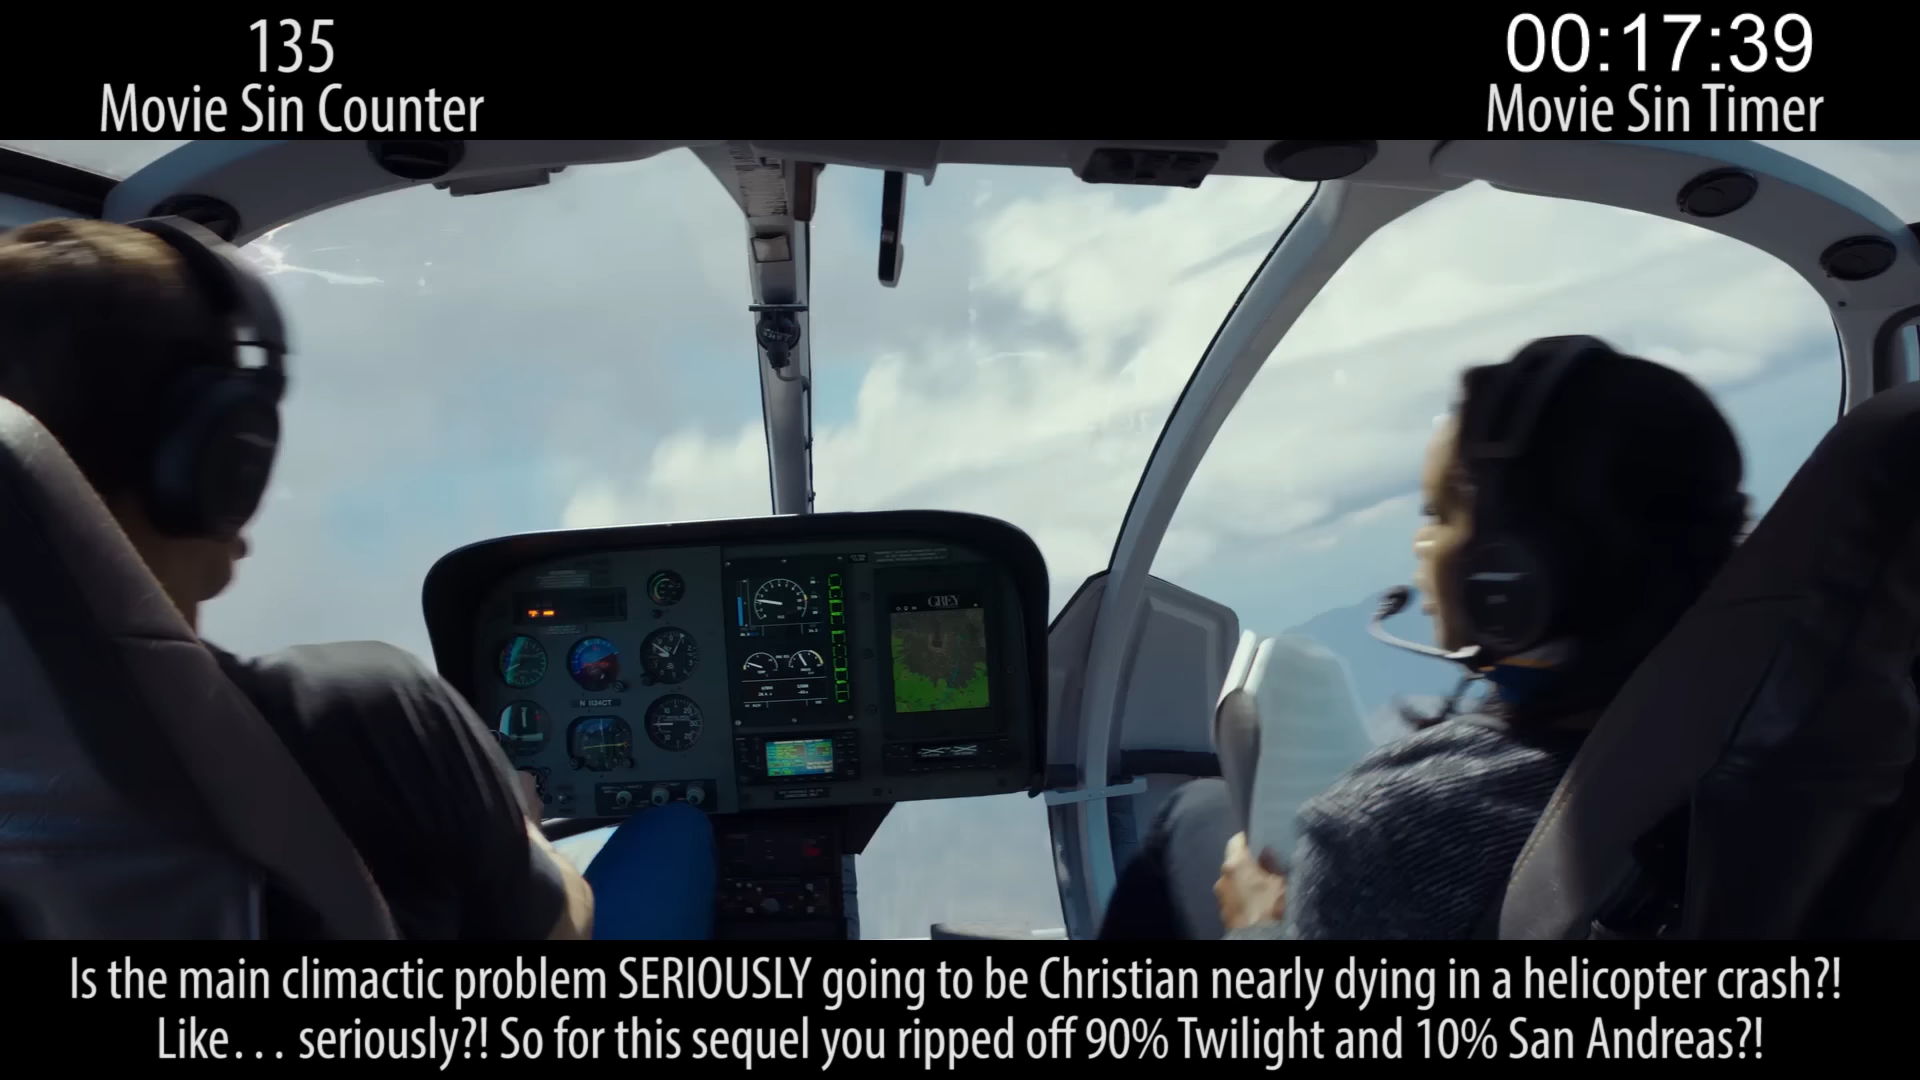 135
Movie Sin Counter
00:17:39
Movie Sin Timer
GREY
Is the main climactic problem SERIOUSLY going to be Christian nearly dying in a helicopter crash?!
Like… seriously?! So for this sequel you ripped off 90% Twilight and 10% San Andreas?!